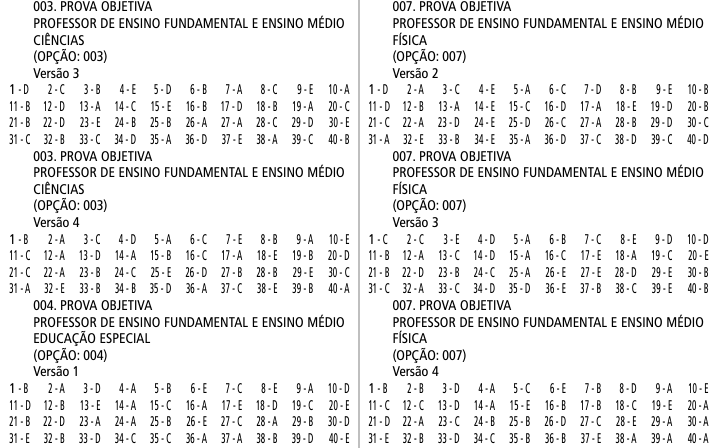 003. PROVA OBJETIVA
PROFESSOR DE ENSINO FUNDAMENTAL E ENSINO MÉDIO
CIÊNCIAS
(OPÇÃO: 003)
Versão 3
1 - D 2 - C 3 - B 4 - E 5 - D 6 - B 7 - A 8 - C 9 - E 10 - A
11 - B 12 - D 13 - A 14 - C 15 - E 16 - B 17 - D 18 - B 19 - A 20 - C
21 - B 22 - D 23 - E 24 - B 25 - B 26 - A 27 - A 28 - C 29 - D 30 - E
31 - C 32 - B 33 - C 34 - D 35 - A 36 - D 37 - E 38 - A 39 - C 40 - B
003. PROVA OBJETIVA
PROFESSOR DE ENSINO FUNDAMENTAL E ENSINO MÉDIO
CIÊNCIAS
(OPÇÃO: 003)
Versão 4
1 - B 2 - A 3 - C 4 - D 5 - A 6 - C 7 - E 8 - B 9 - A 10 - E
11 - C 12 - A 13 - D 14 - A 15 - B 16 - C 17 - A 18 - E 19 - B 20 - D
21 - C 22 - A 23 - B 24 - C 25 - E 26 - D 27 - B 28 - B 29 - E 30 - C
31 - A 32 - E 33 - B 34 - B 35 - D 36 - A 37 - C 38 - E 39 - B 40 - A
004. PROVA OBJETIVA
PROFESSOR DE ENSINO FUNDAMENTAL E ENSINO MÉDIO
EDUCAÇÃO ESPECIAL
(OPÇÃO: 004)
Versão 1
1 - B 2 - A 3 - D 4 - A 5 - B 6 - E 7 - C 8 - E 9 - A 10 - D
11 - D 12 - B 13 - E 14 - A 15 - C 16 - A 17 - E 18 - D 19 - C 20 - E
21 - B 22 - D 23 - A 24 - A 25 - B 26 - E 27 - C 28 - A 29 - B 30 - D
31 - E 32 - B 33 - D 34 - C 35 - C 36 - A 37 - E 38 - B 39 - D 40 - E
007. PROVA OBJETIVA
PROFESSOR DE ENSINO FUNDAMENTAL E ENSINO MÉDIO
FÍSICA
(OPÇÃO: 007)
Versão 2
1 - D 2 - A 3 - C 4 - E 5 - A 6 - C 7 - D 8 - B 9 - E 10 - B
11 - D 12 - B 13 - A 14 - E 15 - C 16 - D 17 - A 18 - E 19 - D 20 - B
21 - C 22 - A 23 - D 24 - E 25 - D 26 - C 27 - A 28 - B 29 - D 30 - C
31 - A 32 - E 33 - B 34 - E 35 - A 36 - D 37 - C 38 - D 39 - C 40 - D
007. PROVA OBJETIVA
PROFESSOR DE ENSINO FUNDAMENTAL E ENSINO MÉDIO
FÍSICA
(OPÇÃO: 007)
Versão 3
1 - C 2 - C 3 - E 4 - D 5 - A 6 - B 7 - C 8 - E 9 - D 10 - D
11 - B 12 - A 13 - C 14 - D 15 - A 16 - C 17 - E 18 - A 19 - C 20 - E
21 - B 22 - D 23 - B 24 - C 25 - A 26 - E 27 - E 28 - D 29 - E 30 - B
31 - C 32 - A 33 - C 34 - D 35 - A 36 - E 37 - B 38 - C 39 - E 40 - B
007. PROVA OBJETIVA
PROFESSOR DE ENSINO FUNDAMENTAL E ENSINO MÉDIO
FÍSICA
(OPÇÃO: 007)
Versão 4
1 - B 2 - B 3 - D 4 - A 5 - C 6 - E 7 - B 8 - D 9 - A 10 - E
11 - C 12 - C 13 - D 14 - A 15 - E 16 - B 17 - B 18 - C 19 - A 20 - D
21 - D 22 - A 23 - C 24 - B 25 - B 26 - D 27 - C 28 - E 29 - A 30 - A
31 - E 32 - B 33 - D 34 - C 35 - B 36 - B 37 - E 38 - A 39 - A 40 - A